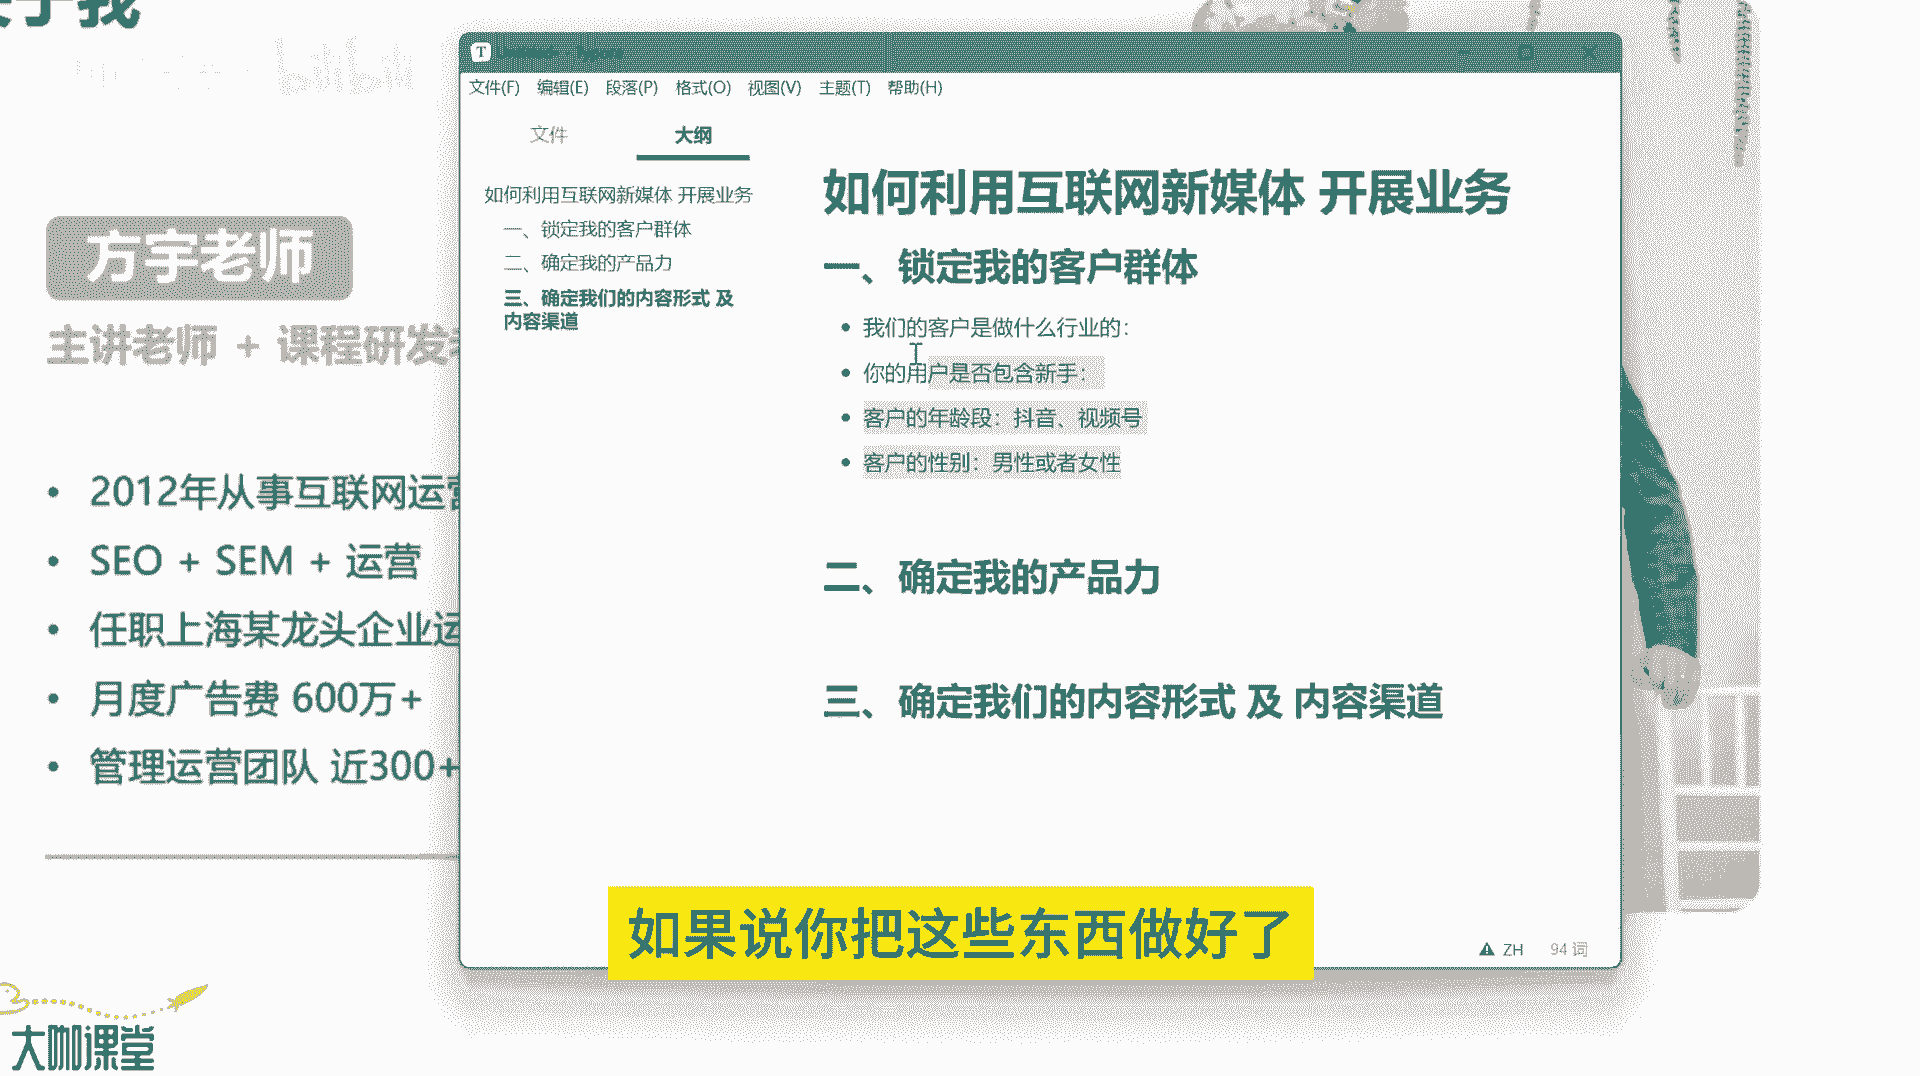 bilibili
方宇老师
主讲老师 + 课程研发
2012年从事互联网运营
SEO + SEM + 运营
任职上海某龙头企业运
月度广告费 600万+
管理运营团队 近300+
大咖课堂
T
文件(F) 编辑(E) 段落(P) 格式(O) 视图(V) 主题(T) 帮助(H)
文件 大纲
如何利用互联网新媒体 开展业务
一、锁定我的客户群体
二、确定我的产品力
三、确定我们的内容形式 及
内容渠道
如何利用互联网新媒体 开展业务
一、锁定我的客户群体
我们的客户是做什么行业的：
你的用户是否包含新手：
客户的年龄段：抖音、视频号
客户的性别：男性或者女性
二、确定我的产品力
三、确定我们的内容形式 及 内容渠道
ZH 94 词
如果说你把这些东西做好了